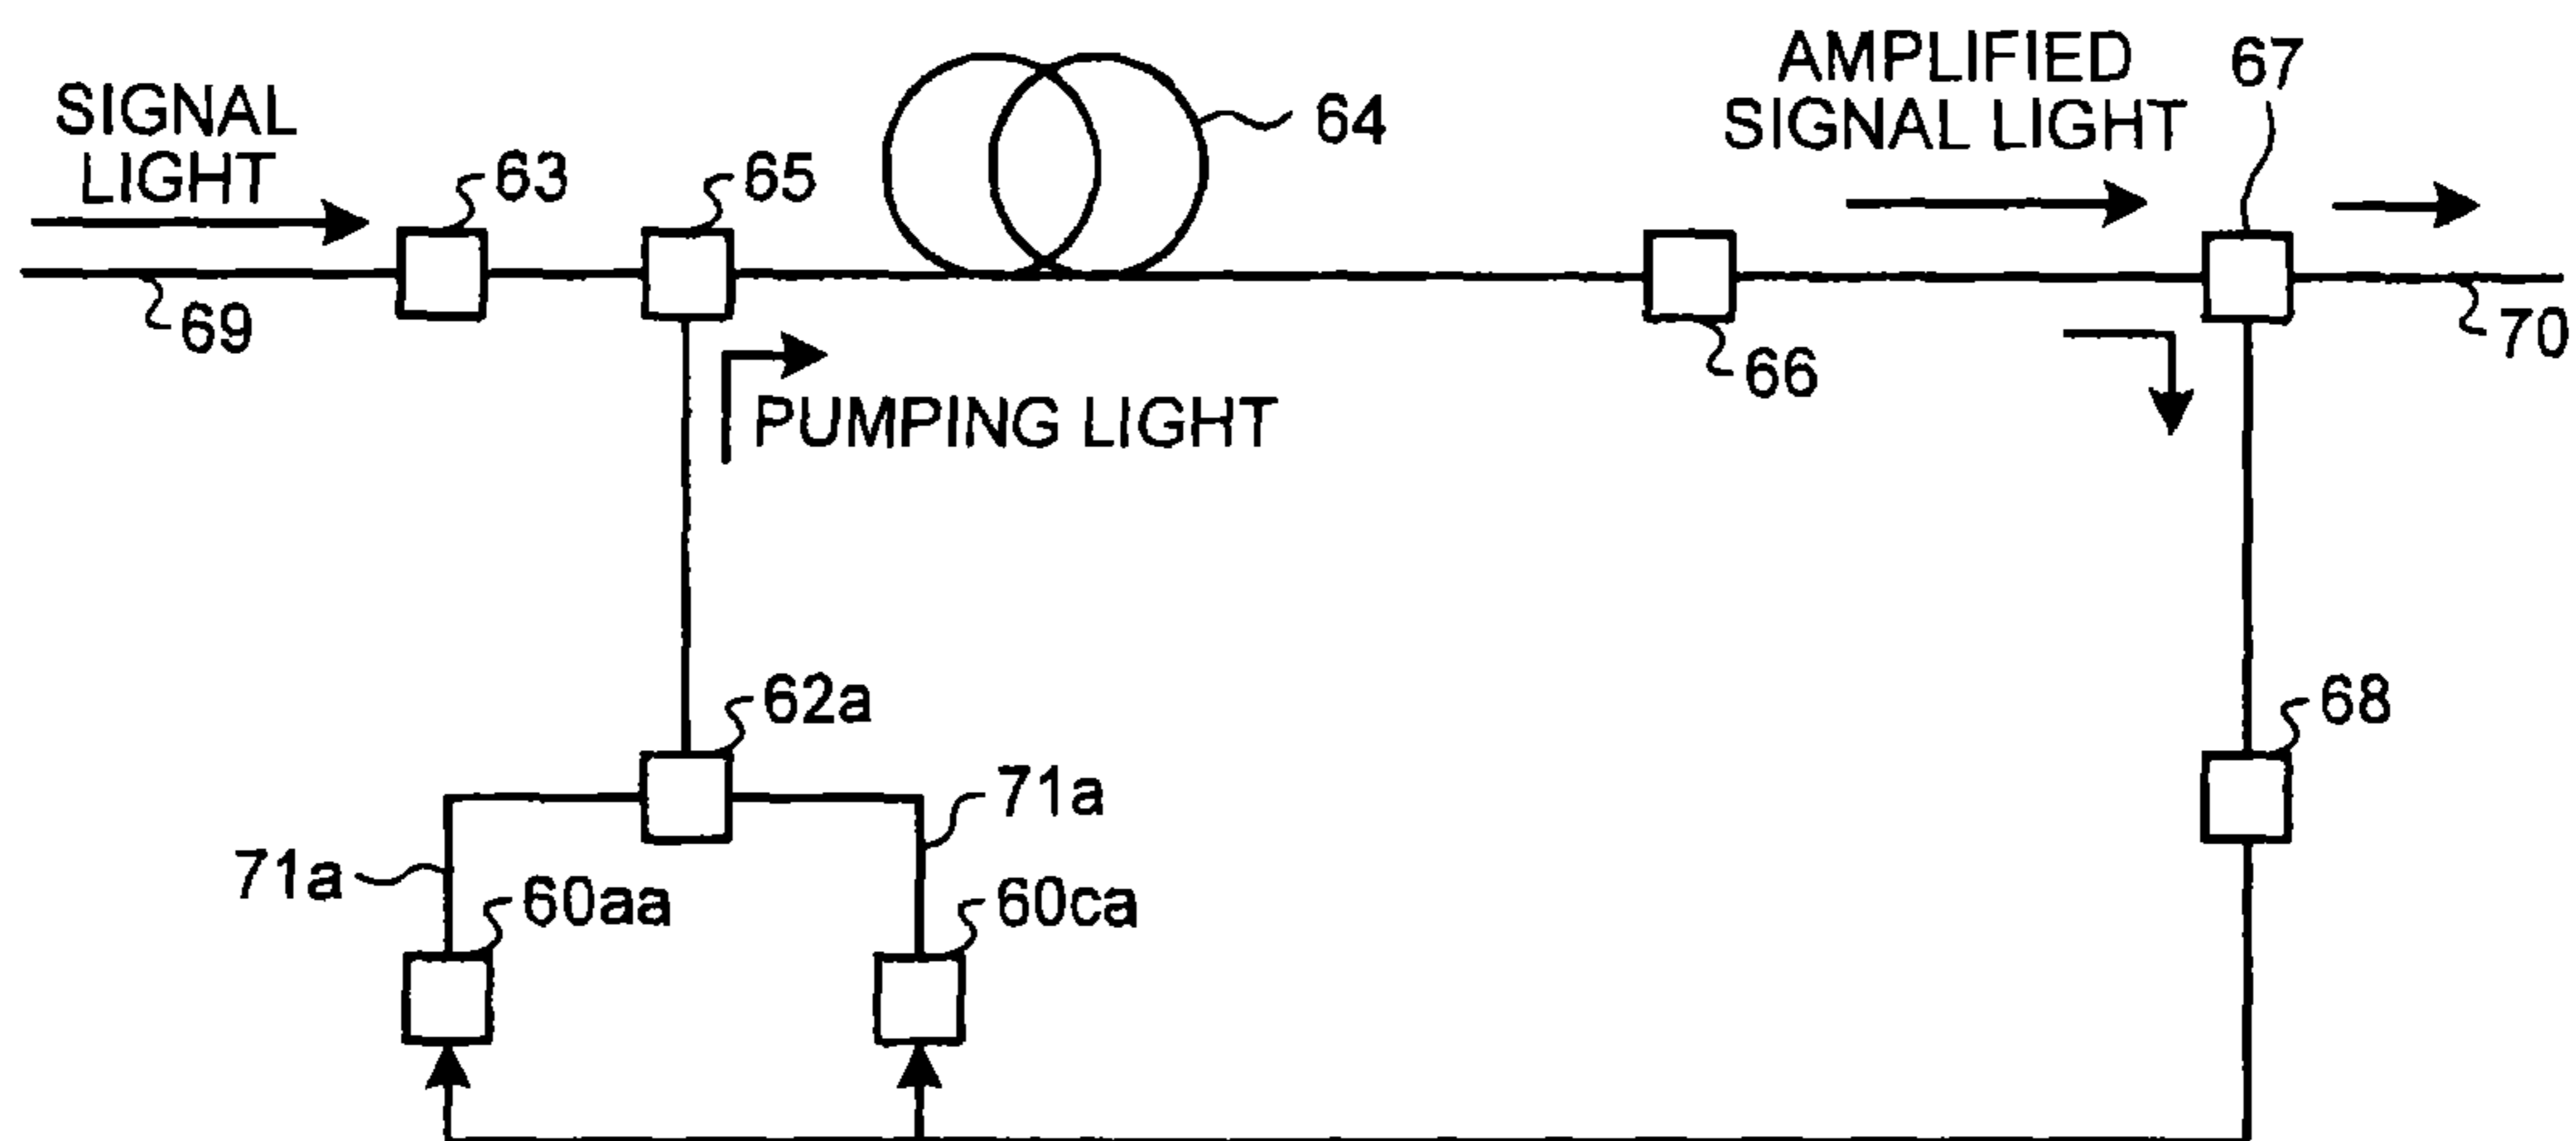 SIGNAL
LIGHT
63
65
64
AMPLIFIED
SIGNAL LIGHT
67
69
66
70
PUMPING LIGHT
62a
68
71a
71a
60aa
60ca